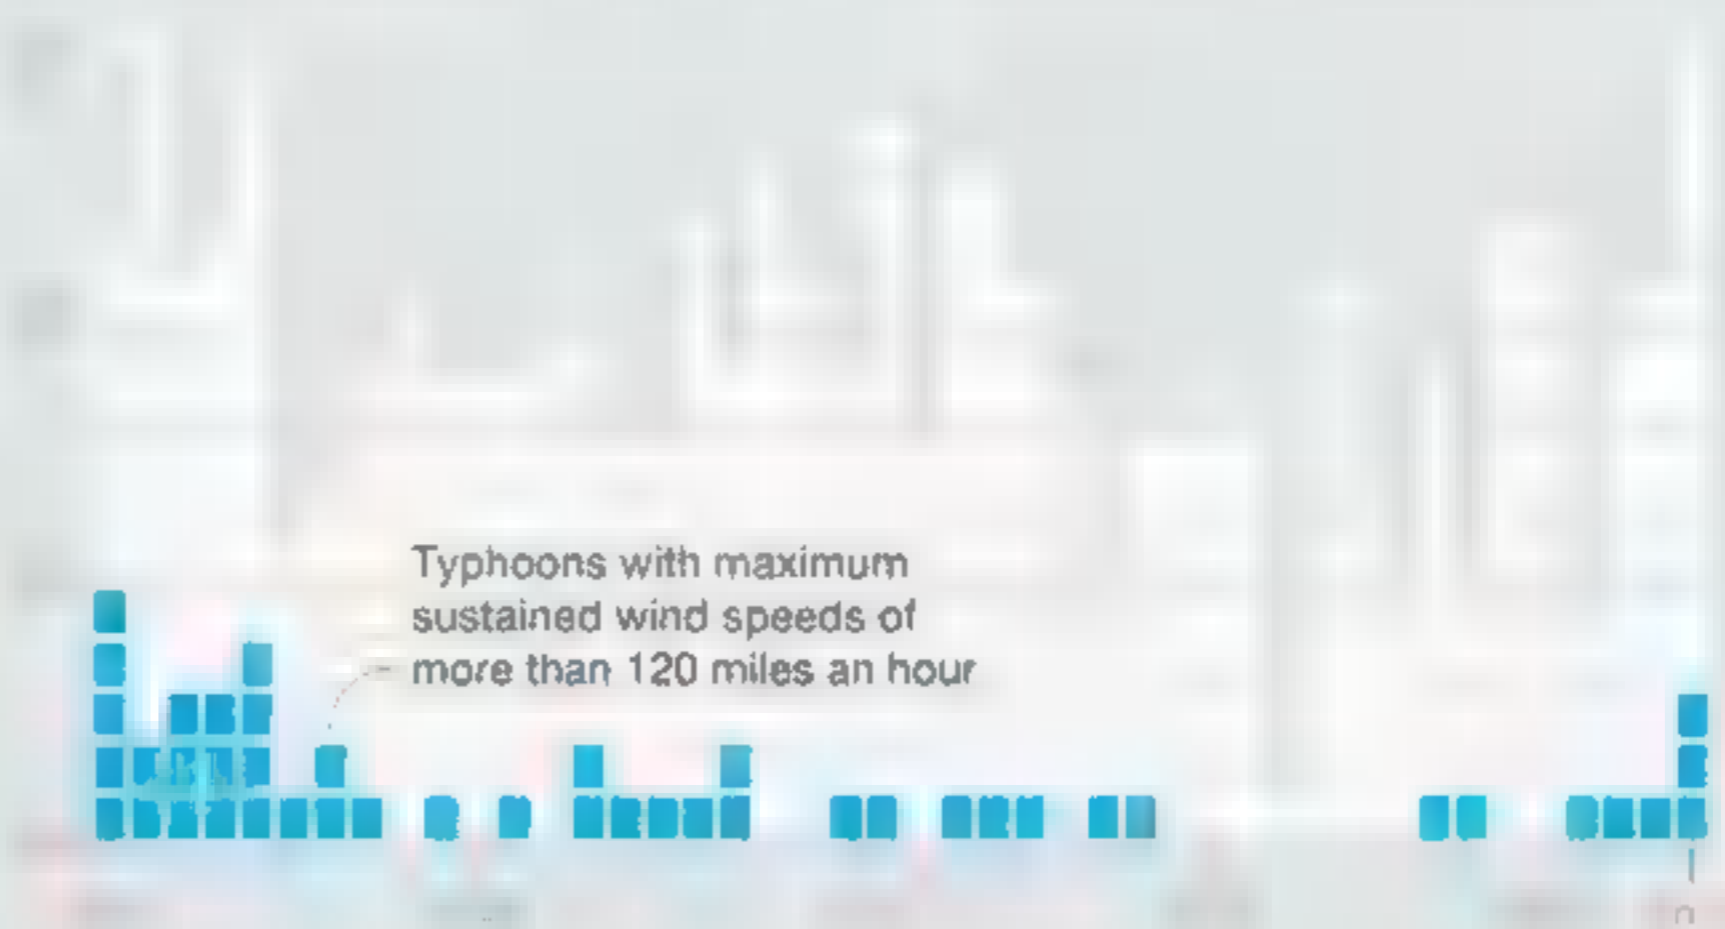 Typhoons with maximum
sustained wind speeds of
more than 120 miles an hour